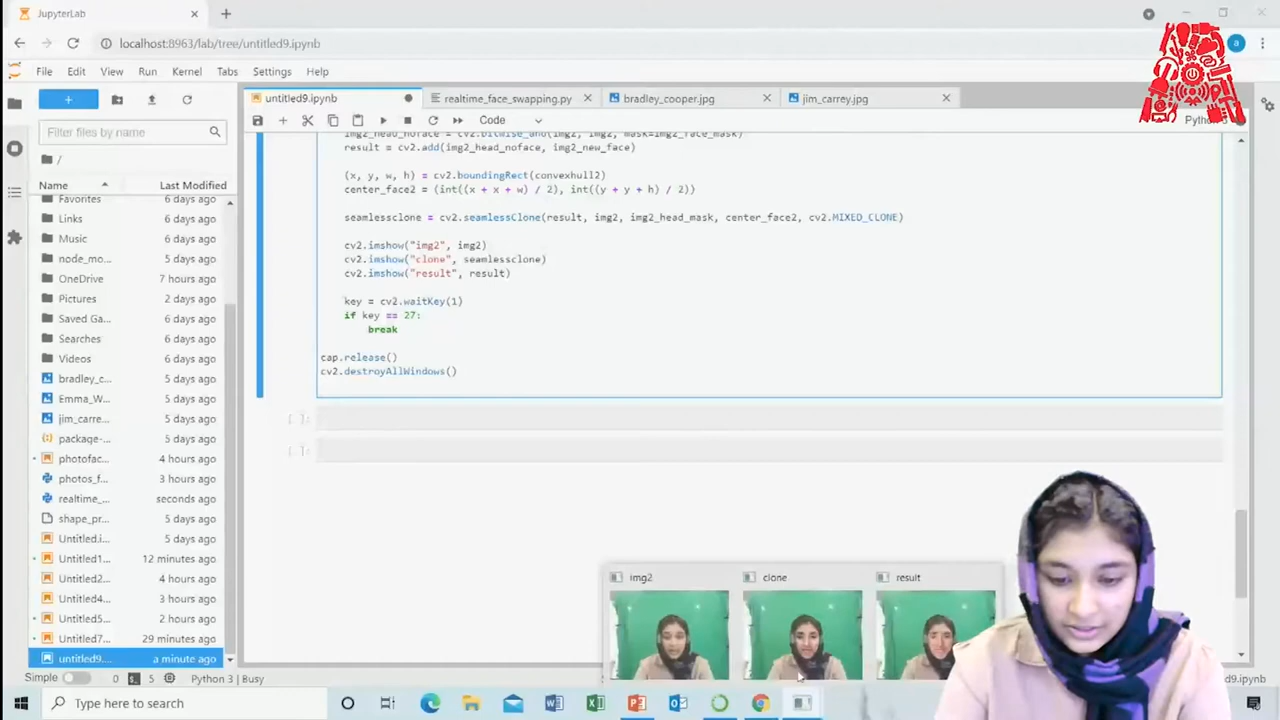 JupyterLab
localhost:8963/lab/tree/untitled9.ipynb
a
File Edit View Run Kernel Tabs Settings Help
untitled9.ipynb realtime_face_swapping.py bradley_cooper.jpg jim_carrey.jpg
Code
Filter files by name
/
Name Last Modified
Favorites 6 days ago
Links 6 days ago
Music 6 days ago
node_mo... 6 days ago
OneDrive 7 hours ago
Pictures 2 days ago
Saved Ga... 6 days ago
Searches 6 days ago
Videos 6 days ago
bradley_c... 5 days ago
Emma_W... 5 days ago
jim_carre... 5 days ago
package-... 5 days ago
photofac... 4 hours ago
photos_f... 3 hours ago
realtime_... seconds ago
shape_pr... 5 days ago
Untitled.i... 5 days ago
Untitled1... 12 minutes ago
Untitled2... 4 hours ago
Untitled4... 3 hours ago
Untitled5... 2 hours ago
Untitled7... 29 minutes ago
untitled9.... a minute ago
img2_head_noface = cv2.bitwise_and(img2, img2, mask=img2_face_mask)
result = cv2.add(img2_head_noface, img2_new_face)
(x, y, w, h) = cv2.boundingRect(convexhull2)
center_face2 = (int((x + x + w) / 2), int((y + y + h) / 2))
seamlessclone = cv2.seamlessClone(result, img2, img2_head_mask, center_face2, cv2.MIXED_CLONE)
cv2.imshow("img2", img2)
cv2.imshow("clone", seamlessclone)
cv2.imshow("result", result)
key = cv2.waitKey(1)
if key == 27:
break
cap.release()
cv2.destroyAllWindows()
[ ]:
[ ]:
img2 clone result
Simple 0 5 Python 3 | Busy
d9.ipynb
Type here to search